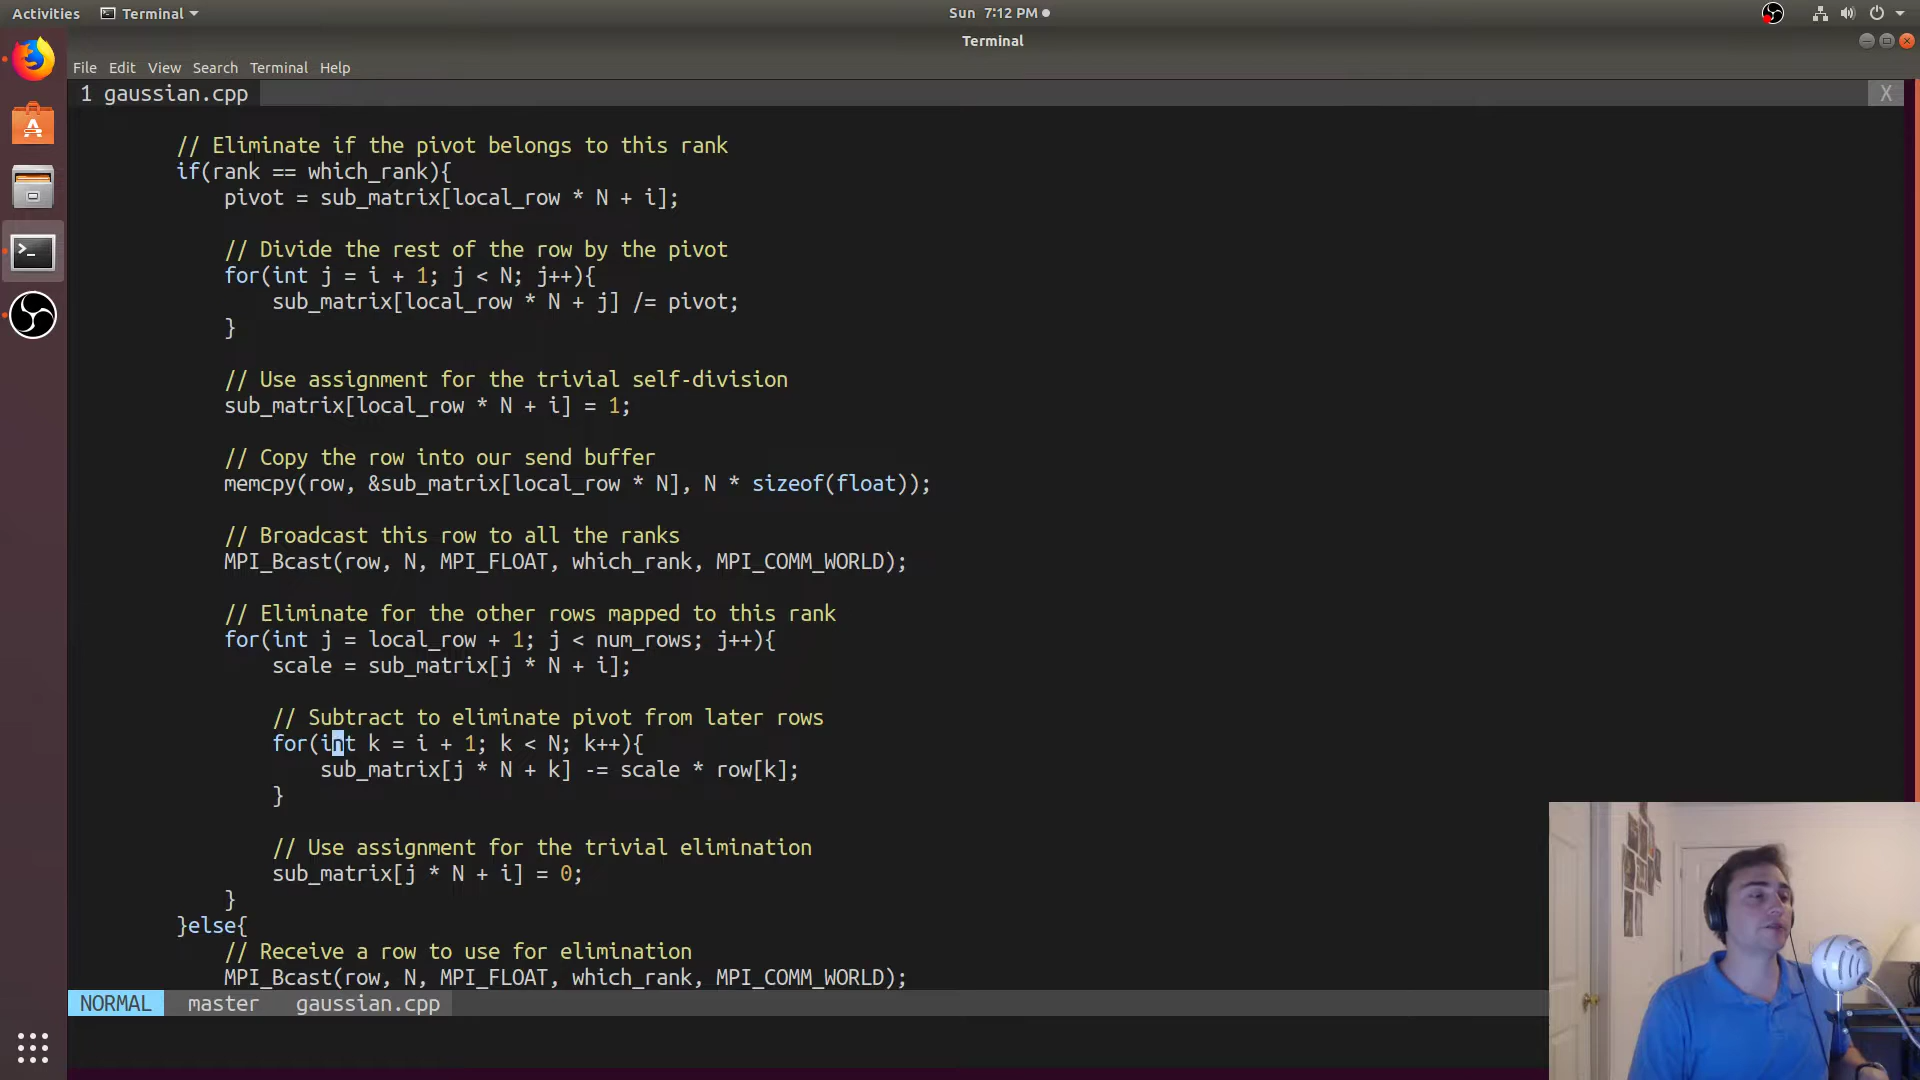 Activities Terminal Sun 7:12 PM
Terminal
File Edit View Search Terminal Help
1 gaussian.cpp X
// Eliminate if the pivot belongs to this rank
if(rank == which_rank){
pivot = sub_matrix[local_row * N + i];
// Divide the rest of the row by the pivot
for(int j = i + 1; j < N; j++){
sub_matrix[local_row * N + j] /= pivot;
}
// Use assignment for the trivial self-division
sub_matrix[local_row * N + i] = 1;
// Copy the row into our send buffer
memcpy(row, &sub_matrix[local_row * N], N * sizeof(float));
// Broadcast this row to all the ranks
MPI_Bcast(row, N, MPI_FLOAT, which_rank, MPI_COMM_WORLD);
// Eliminate for the other rows mapped to this rank
for(int j = local_row + 1; j < num_rows; j++){
scale = sub_matrix[j * N + i];
// Subtract to eliminate pivot from later rows
for(int k = i + 1; k < N; k++){
sub_matrix[j * N + k] -= scale * row[k];
}
// Use assignment for the trivial elimination
sub_matrix[j * N + i] = 0;
}
}else{
// Receive a row to use for elimination
MPI_Bcast(row, N, MPI_FLOAT, which_rank, MPI_COMM_WORLD);
NORMAL master gaussian.cpp